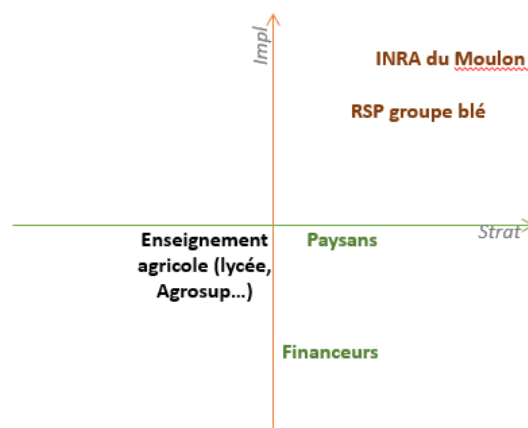 Impl
INRA du Moulon
RSP groupe blé
Strat
Enseignement
agricole (lycée,
Agrosup...)
Paysans
Financeurs